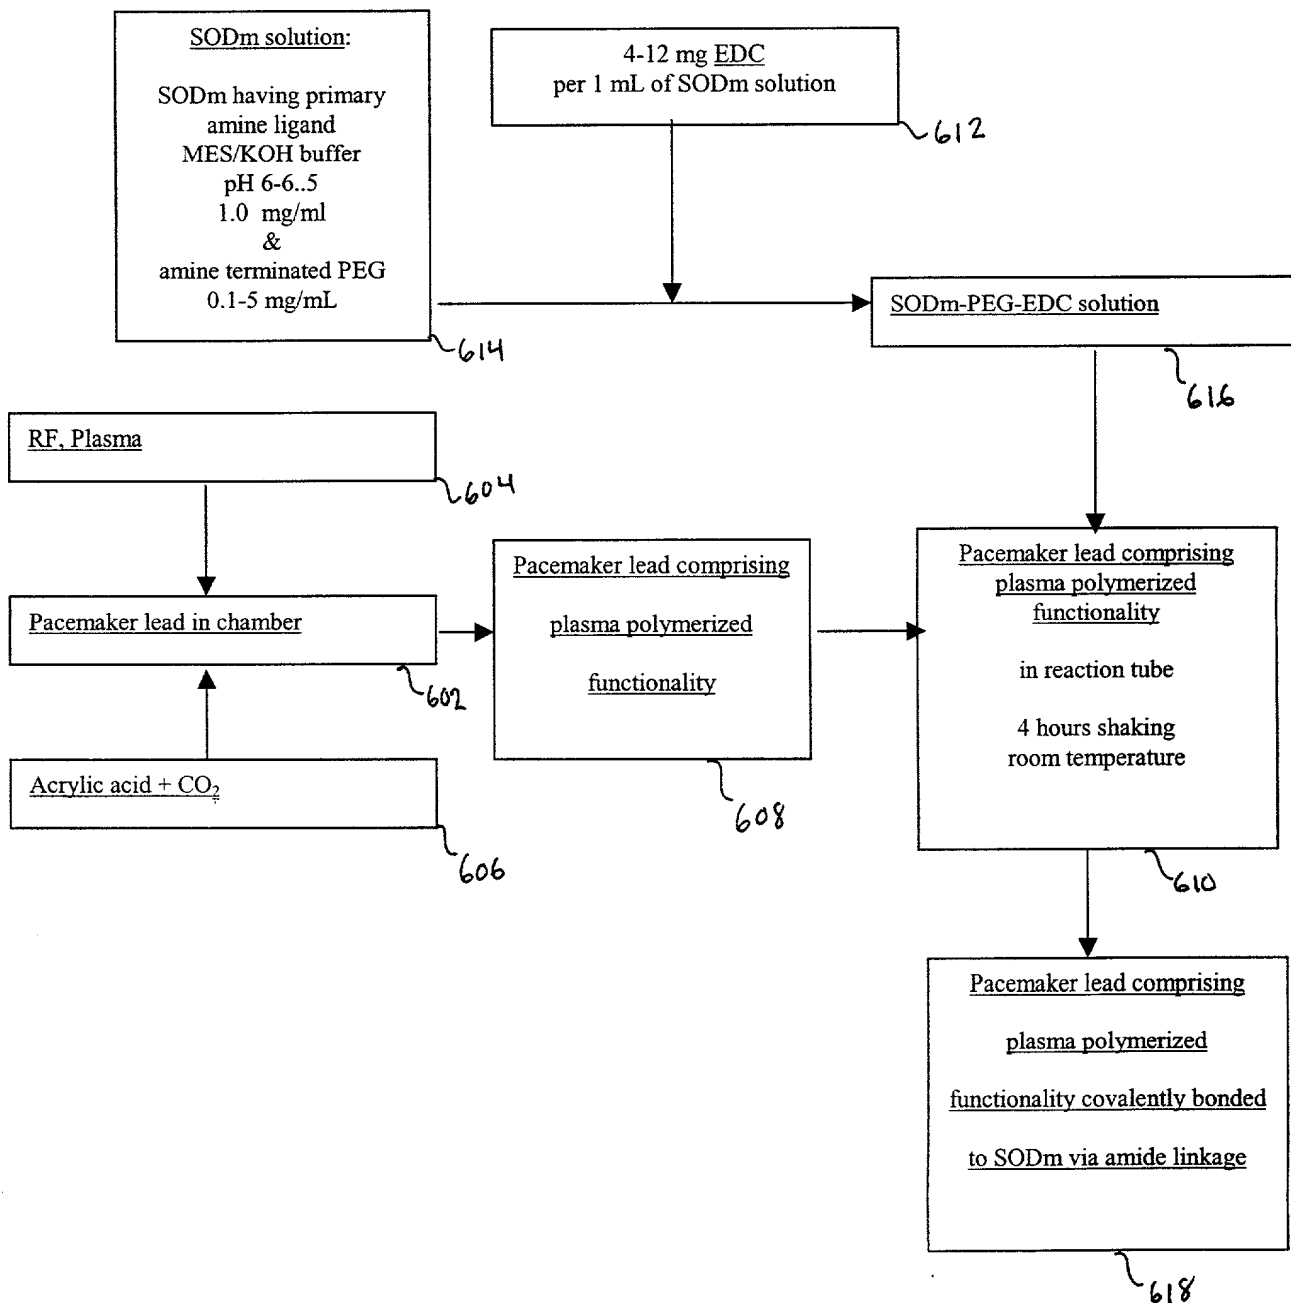 SODm solution:
SODm having primary
amine ligand
MES/KOH buffer
pH 6-6..5
1.0 mg/ml
&
amine terminated PEG
0.1-5 mg/mL
614
4-12 mg EDC
per 1 mL of SODm solution
612
SODm-PEG-EDC solution
616
RF, Plasma
604
Pacemaker lead in chamber
602
Acrylic acid + CO₂
606
Pacemaker lead comprising
plasma polymerized
functionality
608
Pacemaker lead comprising
plasma polymerized
functionality
in reaction tube
4 hours shaking
room temperature
610
Pacemaker lead comprising
plasma polymerized
functionality covalently bonded
to SODm via amide linkage
618